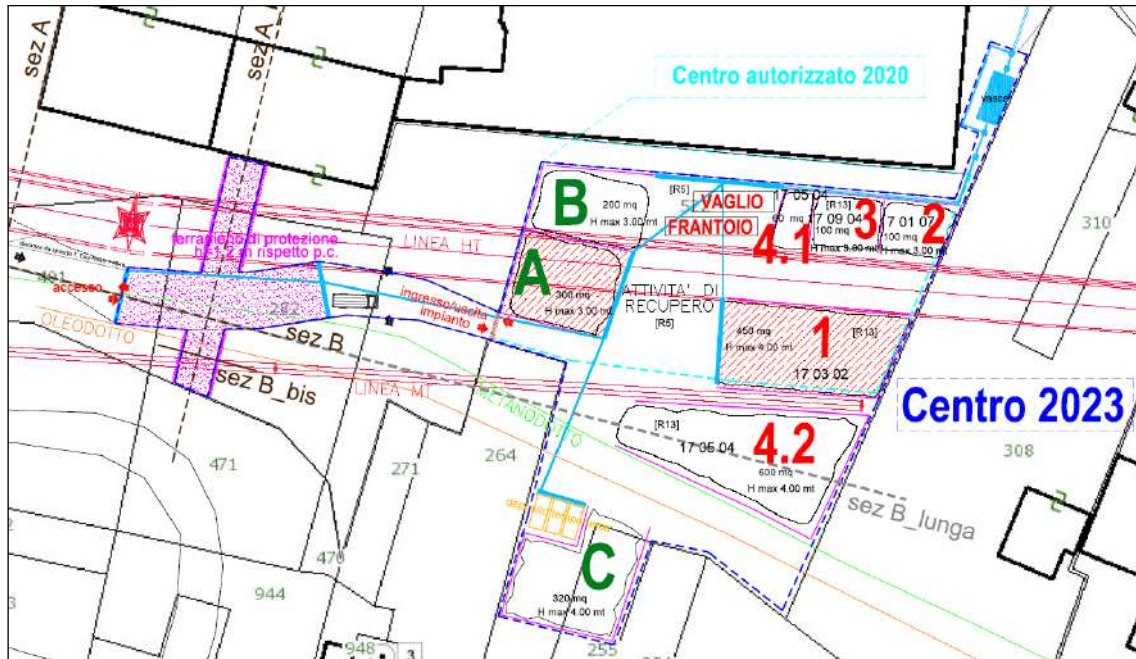 sez A
sez A
Centro autorizzato 2020
vasca
310
[R5]
B
200 mq
H max 3.00 mt
VAGLIO
FRANTOIO
05 04
60 mq
4.1
[R13]
17 09 04
100 mq
H max 3.00 mt
3
7 01 07
100 mq
H max 3.00 mt
2
LINEA HT
terrapieno di protezione
h=1,2 m rispetto p.c.
491
accesso
282
ingresso/uscita
impianto
A
300 mq
H max 3.00 mt
ATTIVITA' DI
RECUPERO
[R5]
1
450 mq
[R13]
H max 4.00 mt
17 03 02
OLEODOTTO
sez B
sez B_bis
LINEA MT
METANODOTTO
Centro 2023
[R13]
17 05 04
4.2
600 mq
H max 4.00 mt
308
471
271
264
sez B_lunga
C
320 mq
H max 4.00 mt
470
944
948
3
255